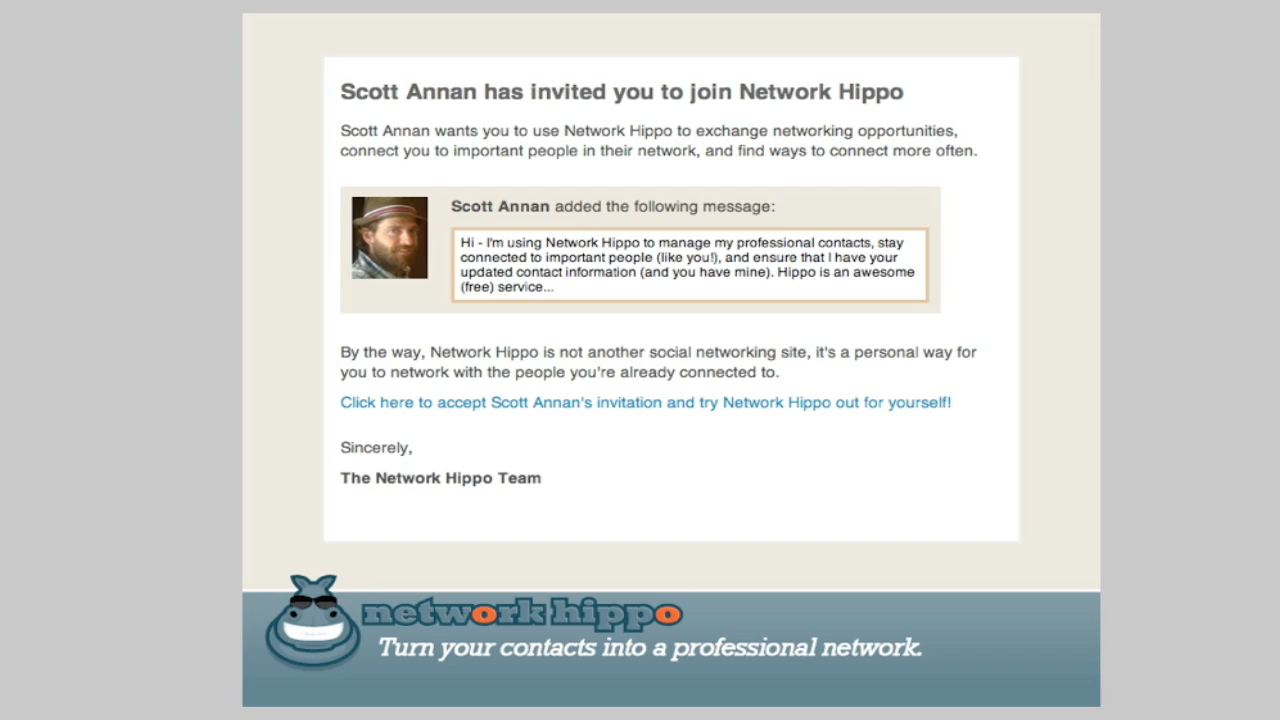 Scott Annan has invited you to join Network Hippo
Scott Annan wants you to use Network Hippo to exchange networking opportunities,
connect you to important people in their network, and find ways to connect more often.
Scott Annan added the following message:
Hi - I'm using Network Hippo to manage my professional contacts, stay
connected to important people (like you!), and ensure that I have your
updated contact information (and you have mine). Hippo is an awesome
(free) service...
By the way, Network Hippo is not another social networking site, it's a personal way for
you to network with the people you're already connected to.
Click here to accept Scott Annan's invitation and try Network Hippo out for yourself!
Sincerely,
The Network Hippo Team
network hippo
Turn your contacts into a professional network.